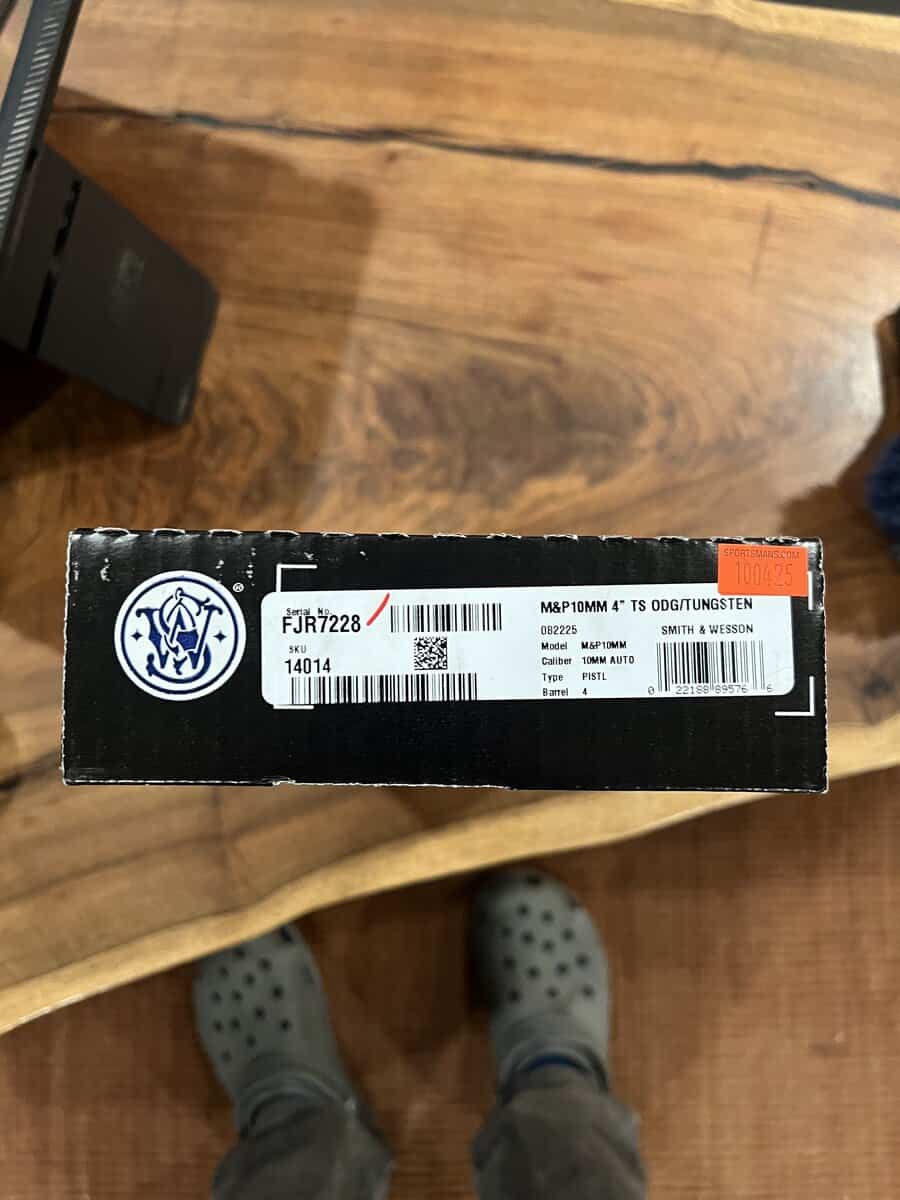 SPORTSMANS.COM
100425
®
Serial No.
FJR7228
SKU
14014
M&P10MM 4" TS ODG/TUNGSTEN
082225 SMITH & WESSON
Model M&P10MM
Caliber 10MM AUTO
Type PISTL
Barrel 4
0 22188 89576 6